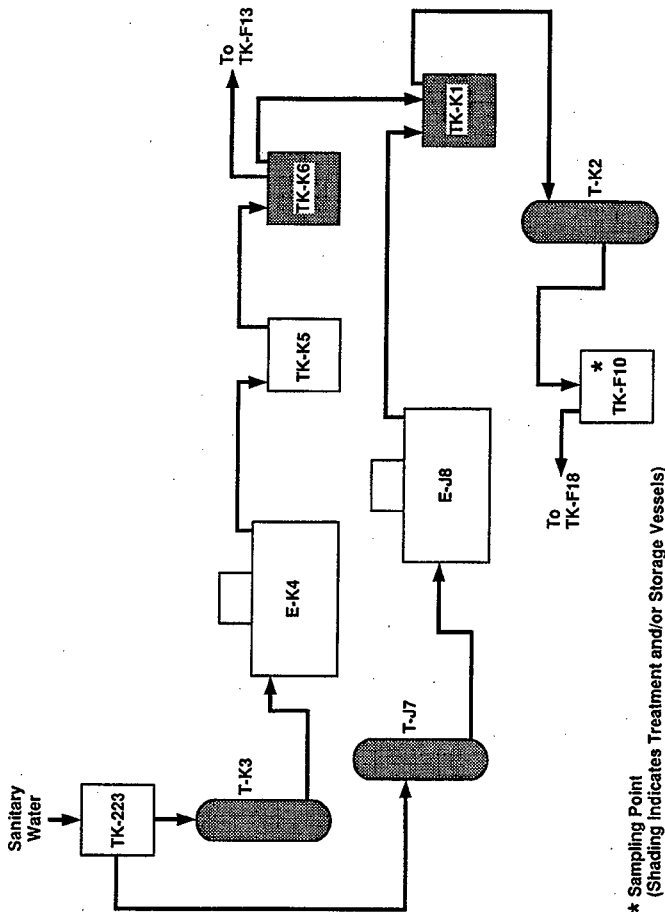 Sanitary
Water
TK-223
T-K3
E-K4
TK-K5
TK-K6
To
TK-F13
T-J7
E-J8
TK-K1
T-K2
TK-F10
*
To
TK-F18
* Sampling Point
(Shading Indicates Treatment and/or Storage Vessels)